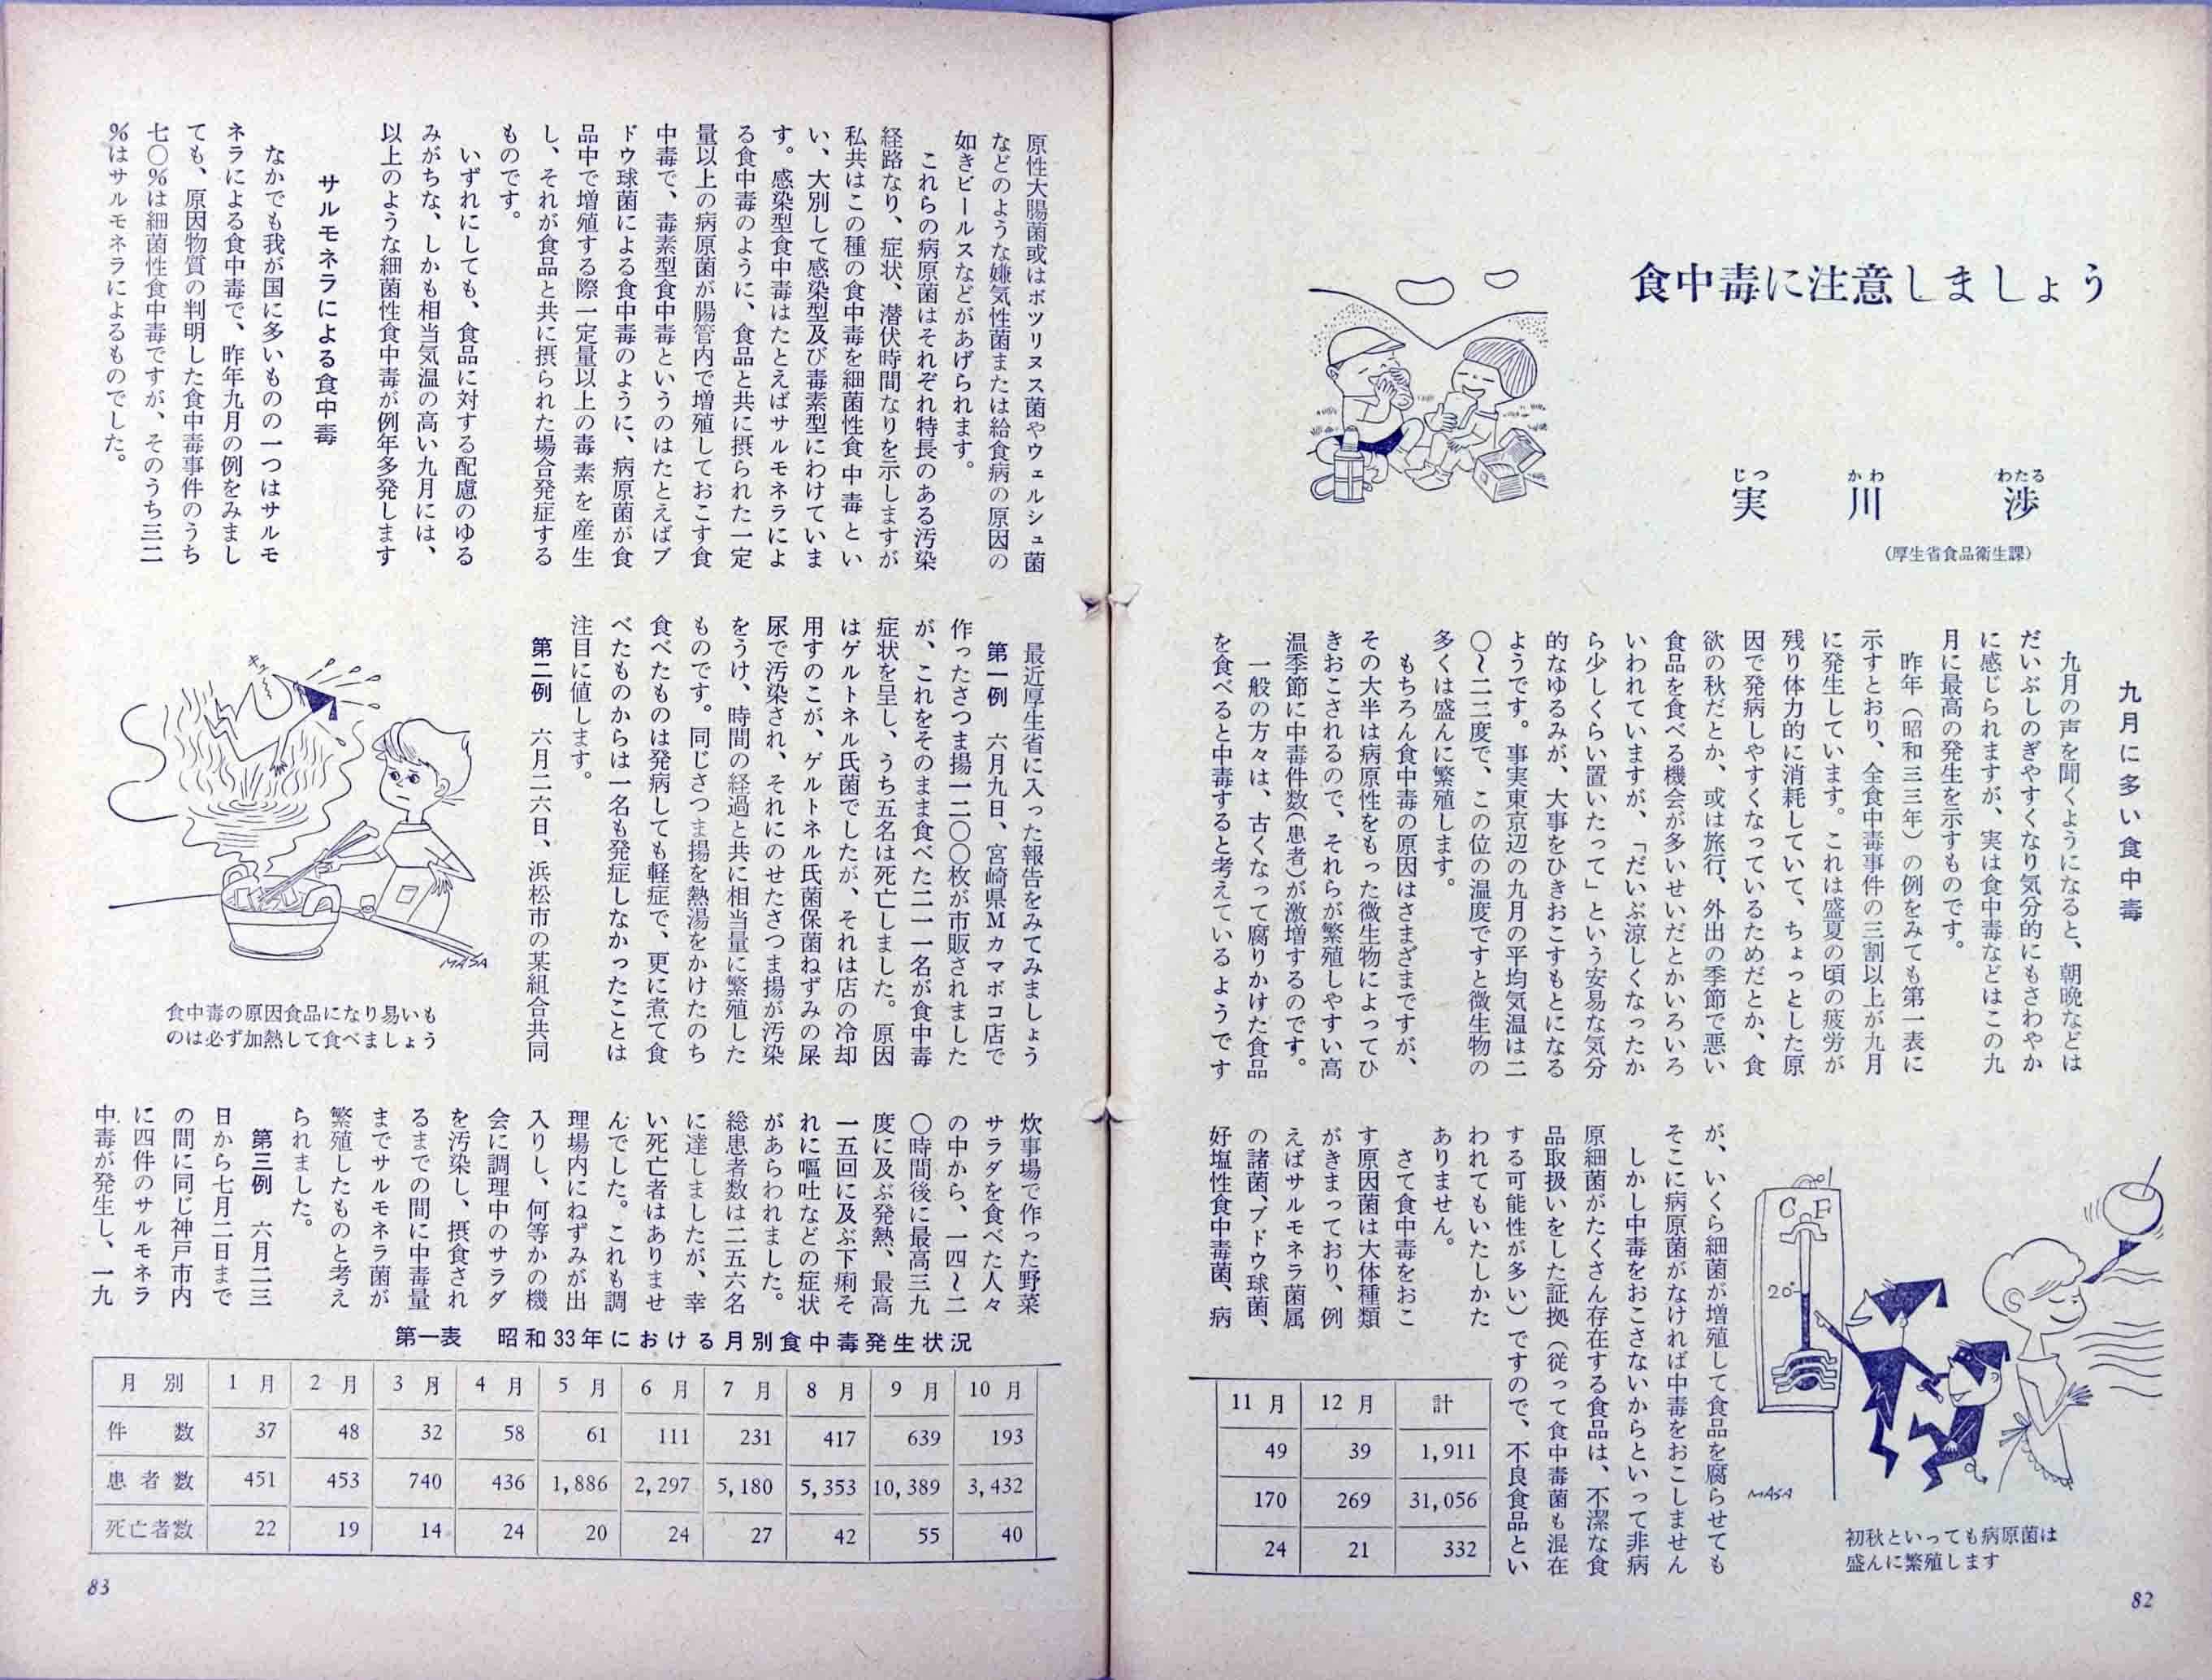 食中毒に注意しましょう
じつ かわ わたる
実川 渉
(厚生省食品衛生課)
九月に多い食中毒
九月の声を聞くようになると、朝晩などは
だいぶしのぎやすくなり気分的にもさわやか
に感じられますが、実は食中毒などはこの九
月に最高の発生を示すものです。
昨年(昭和三三年)の例をみても第一表に
示すとおり、全食中毒事件の三割以上が九月
に発生しています。これは盛夏の頃の疲労が
残り体力的に消耗していて、ちょっとした原
因で発病しやすくなっているためだとか、食
欲の秋だとか、或は旅行、外出の季節で悪い
食品を食べる機会が多いせいだとかいろいろ
いわれていますが、「だいぶ涼しくなったか
ら少しくらい置いたって」という安易な気分
的なゆるみが、大事をひきおこすもとになる
ようです。事実東京辺の九月の平均気温は二
〇〜二三度で、この位の温度ですと微生物の
多くは盛んに繁殖します。
もちろん食中毒の原因はさまざまですが、
その大半は病原性をもった微生物によってひ
きおこされるので、それらが繁殖しやすい高
温季節に中毒件数(患者)が激増するのです。
一般の方々は、古くなって腐りかけた食品
を食べると中毒すると考えているようです
が、いくら細菌が増殖して食品を腐らせても
そこに病原菌がなければ中毒をおこしません
しかし中毒をおこさないからといって非病
原細菌がたくさん存在する食品は、不潔な食
品取扱いをした証拠(従って食中毒菌も混在
する可能性が多い)ですので、不良食品とい
われてもいたしかた
ありません。
さて食中毒をおこ
す原因菌は大体種類
がきまっており、例
えばサルモネラ菌属
の諸菌、ブドウ球菌、
好塩性食中毒菌、病
C F
20°
MASA
初秋といっても病原菌は
盛んに繁殖します
82
原性大腸菌或はボツリヌス菌やウェルシュ菌
などのような嫌気性菌または給食病の原因の
如きビールスなどがあげられます。
これらの病原菌はそれぞれ特長のある汚染
経路なり、症状、潜伏時間なりを示しますが
私共はこの種の食中毒を細菌性食中毒とい
い、大別して感染型及び毒素型にわけていま
す。感染型食中毒はたとえばサルモネラによ
る食中毒のように、食品と共に摂られた一定
量以上の病原菌が腸管内で増殖しておこす食
中毒で、毒素型食中毒というのはたとえばブ
ドウ球菌による食中毒のように、病原菌が食
品中で増殖する際一定量以上の毒素を産生
し、それが食品と共に摂られた場合発症する
ものです。
いずれにしても、食品に対する配慮のゆる
みがちな、しかも相当気温の高い九月には、
以上のような細菌性食中毒が例年多発します
サルモネラによる食中毒
なかでも我が国に多いものの一つはサルモ
ネラによる食中毒で、昨年九月の例をみまし
ても、原因物質の判明した食中毒事件のうち
七〇%は細菌性食中毒ですが、そのうち三二
%はサルモネラによるものでした。
最近厚生省に入った報告をみてみましょう
第一例 六月九日、宮崎県Mカマボコ店で
作ったさつま揚一二〇〇枚が市販されました
が、これをそのまま食べた二一一名が食中毒
症状を呈し、うち五名は死亡しました。原因
はゲルトネル氏菌でしたが、それは店の冷却
用すのこが、ゲルトネル氏菌保菌ねずみの屎
尿で汚染され、それにのせたさつま揚が汚染
をうけ、時間の経過と共に相当量に繁殖した
ものです。同じさつま揚を熱湯をかけたのち
食べたものは発病しても軽症で、更に煮て食
べたものからは一名も発症しなかったことは
注目に値します。
第二例 六月二六日、浜松市の某組合共同
キュー
MASA
食中毒の原因食品になり易いも
のは必ず加熱して食べましょう
炊事場で作った野菜
サラダを食べた人々
の中から、一四〜二
〇時間後に最高三九
度に及ぶ発熱、最高
一五回に及ぶ下痢そ
れに嘔吐などの症状
があらわれました。
総患者数は二五六名
に達しましたが、幸
い死亡者はありませ
んでした。これも調
理場内にねずみが出
入りし、何等かの機
会に調理中のサラダ
を汚染し、摂食され
るまでの間に中毒量
までサルモネラ菌が
繁殖したものと考え
られました。
第三例 六月二三
日から七月二日まで
の間に同じ神戸市内
に四件のサルモネラ
中毒が発生し、一九
第一表 昭和33年における月別食中毒発生状況
月別 1月 2月 3月 4月 5月 6月 7月 8月 9月 10月 11月 12月 計
件数 37 48 32 58 61 111 231 417 639 193 49 39 1,911
患者数 451 453 740 436 1,886 2,297 5,180 5,353 10,389 3,432 170 269 31,056
死亡者数 22 19 14 24 20 24 27 42 55 40 24 21 332
83